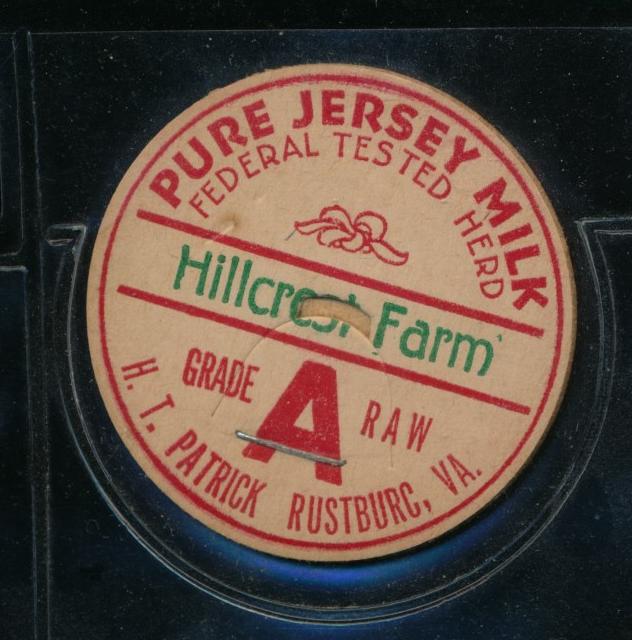 PURE JERSEY MILK
FEDERAL TESTED HERD
Hillcrest Farm
GRADE A RAW
H. T. PATRICK RUSTBURG, VA.